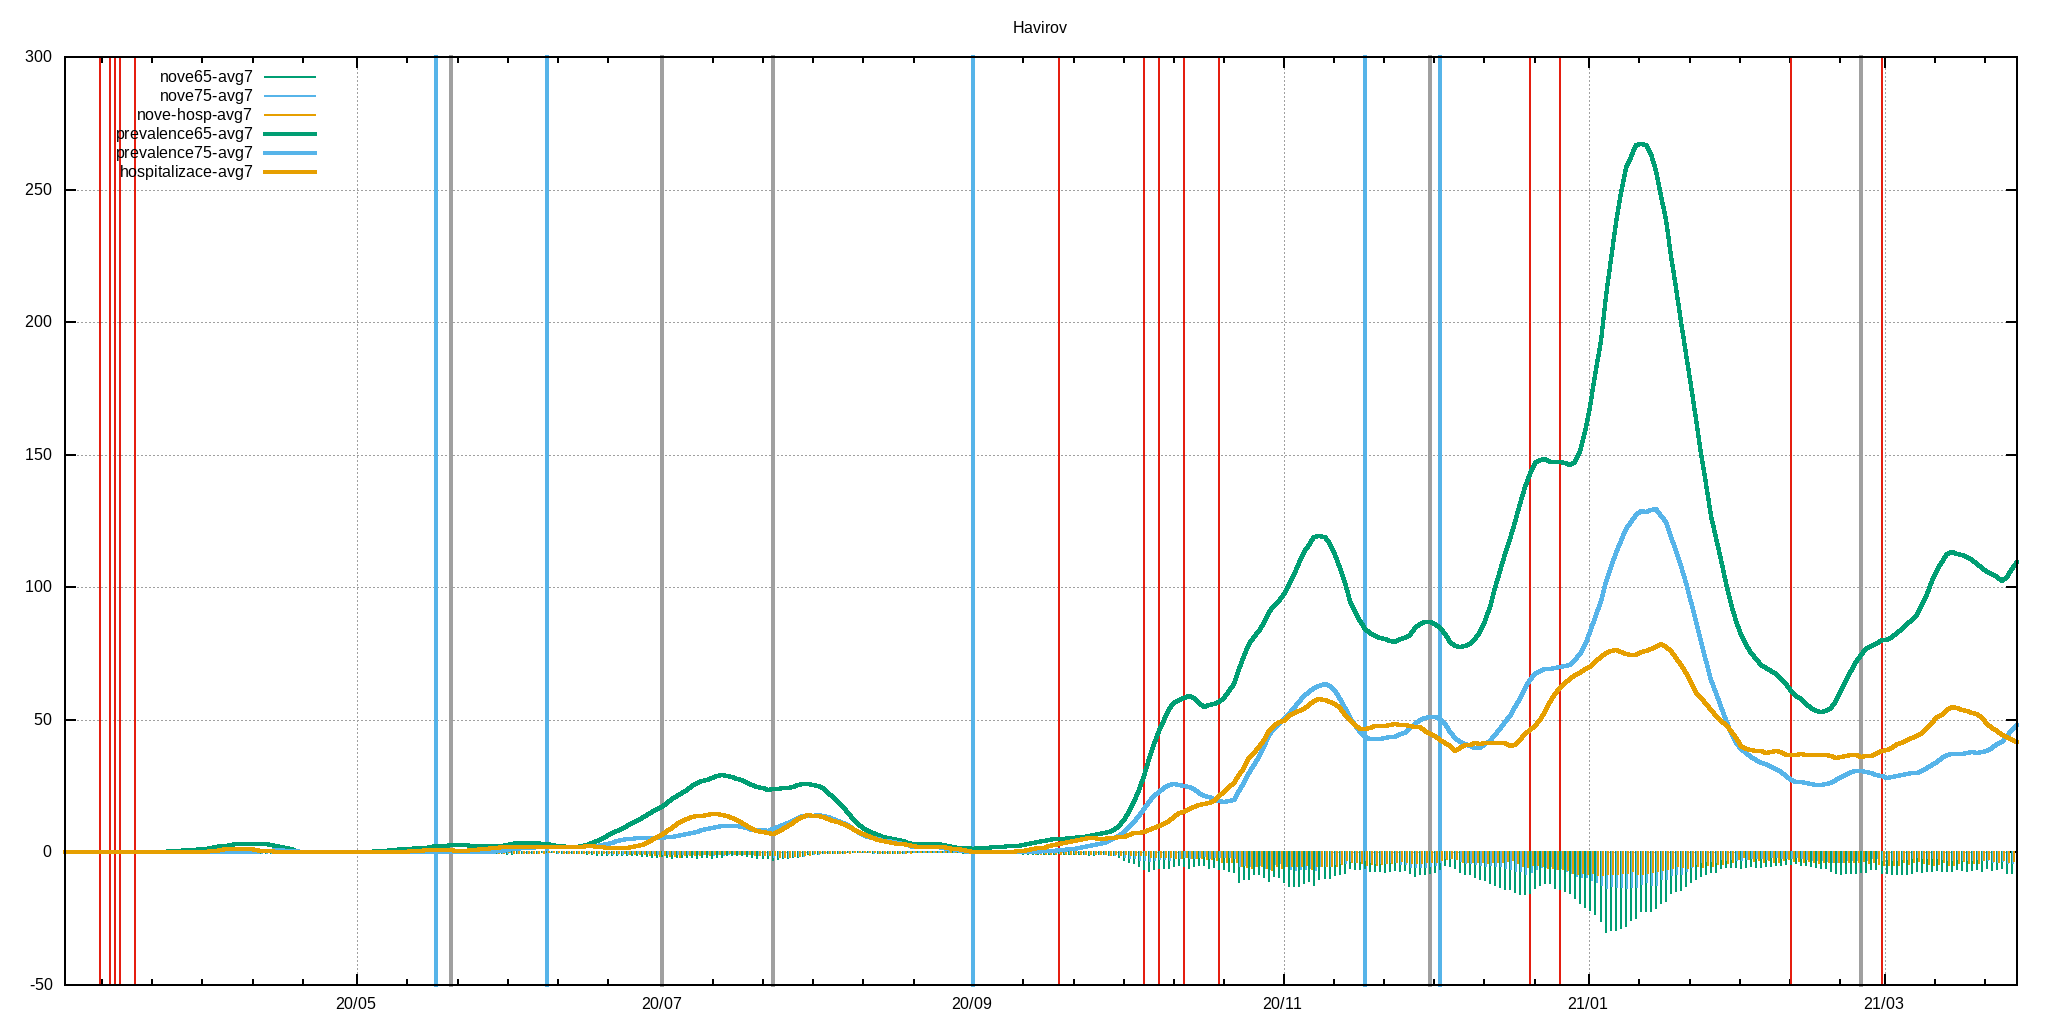 Havirov
300
nove65-avg7
nove75-avg7
nove-hosp-avg7
prevalence65-avg7
prevalence75-avg7
hospitalizace-avg7
250
200
150
100
50
0
-50
20/05 20/07 20/09 20/11 21/01 21/03